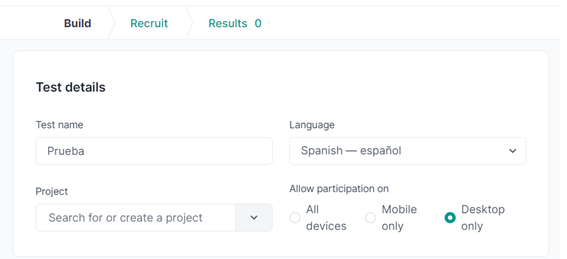 Build Recruit Results 0
Test details
Test name
Prueba
Language
Spanish — español
Project
Search for or create a project
Allow participation on
All devices
Mobile only
Desktop only